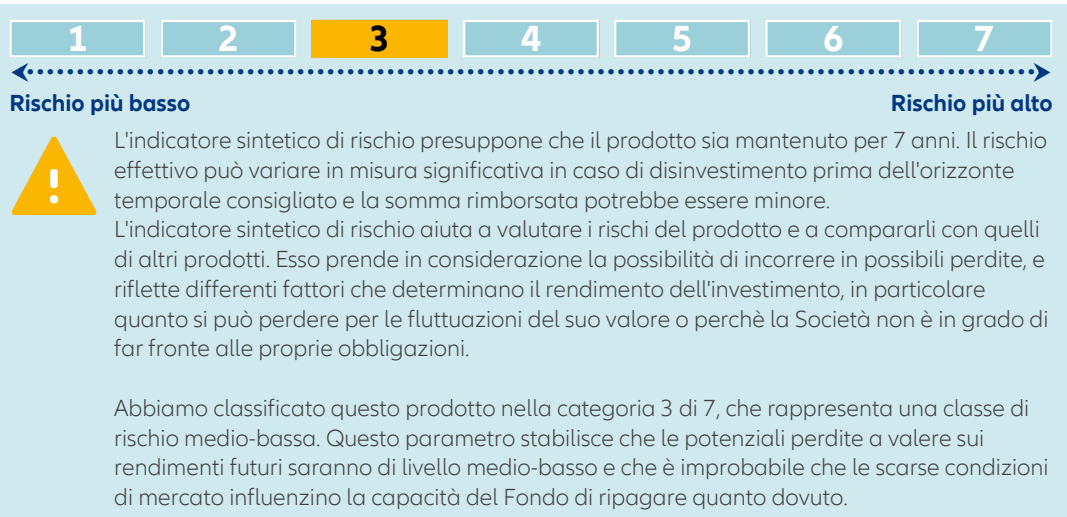 1 2 3 4 5 6 7
Rischio più basso Rischio più alto
L'indicatore sintetico di rischio presuppone che il prodotto sia mantenuto per 7 anni. Il rischio
effettivo può variare in misura significativa in caso di disinvestimento prima dell'orizzonte
temporale consigliato e la somma rimborsata potrebbe essere minore.
L'indicatore sintetico di rischio aiuta a valutare i rischi del prodotto e a compararli con quelli
di altri prodotti. Esso prende in considerazione la possibilità di incorrere in possibili perdite, e
riflette differenti fattori che determinano il rendimento dell'investimento, in particolare
quanto si può perdere per le fluttuazioni del suo valore o perchè la Società non è in grado di
far fronte alle proprie obbligazioni.
Abbiamo classificato questo prodotto nella categoria 3 di 7, che rappresenta una classe di
rischio medio-bassa. Questo parametro stabilisce che le potenziali perdite a valere sui
rendimenti futuri saranno di livello medio-basso e che è improbabile che le scarse condizioni
di mercato influenzino la capacità del Fondo di ripagare quanto dovuto.